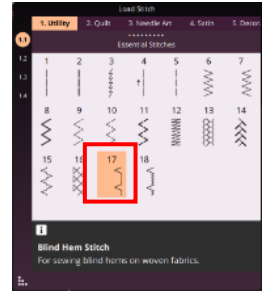 Load Stitch
1. Utility 2. Quilt 3. Needle Art 4. Satin 5. Decor
1.1
Essential Stitches
1.2 1 2 3 4 5 6 7
1.3
1.4
8 9 10 11 12 13 14
15 16 17 18
i
Blind Hem Stitch
For sewing blind hems on woven fabrics.